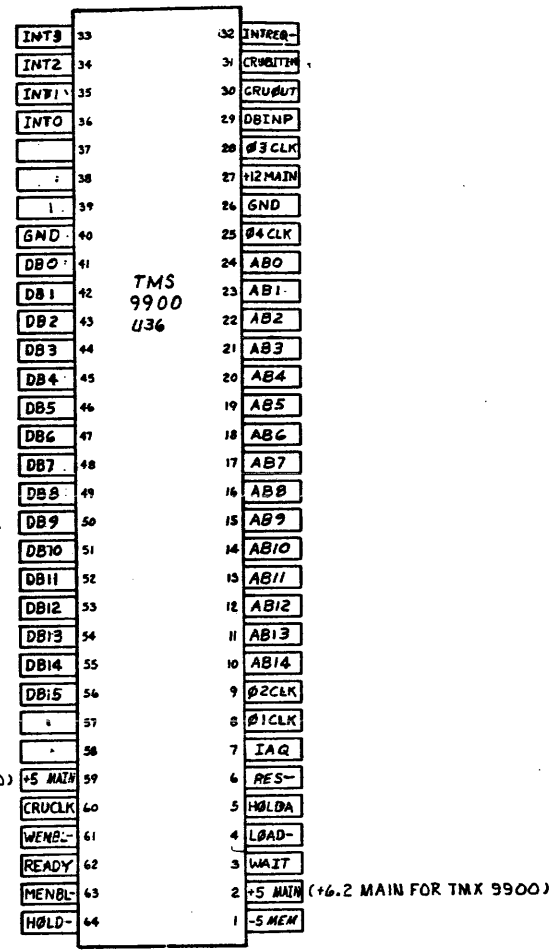 INT3 33 32 INTREQ-
INT2 34 31 CRUBITIN
INT1 35 30 CRUØUT
INT0 36 29 DBINP
37 28 Ø3CLK
38 27 +12 MAIN
39 26 GND
GND 40 25 Ø4CLK
DB0 41 24 AB0
DB1 42 23 AB1
DB2 43 22 AB2
DB3 44 21 AB3
DB4 45 20 AB4
DB5 46 19 AB5
DB6 47 18 AB6
DB7 48 17 AB7
DB8 49 16 AB8
DB9 50 15 AB9
DB10 51 14 AB10
DB11 52 13 AB11
DB12 53 12 AB12
DB13 54 11 AB13
DB14 55 10 AB14
DB15 56 9 Ø2CLK
57 8 Ø1CLK
58 7 IAQ
) +5 MAIN 59 6 RES-
CRUCLK 60 5 HØLDA
WENBL- 61 4 LØAD-
READY 62 3 WAIT
MENBL- 63 2 +5 MAIN (+6.2 MAIN FOR TMX 9900)
HØLD- 64 1 -5 MEM
TMS
9900
U36